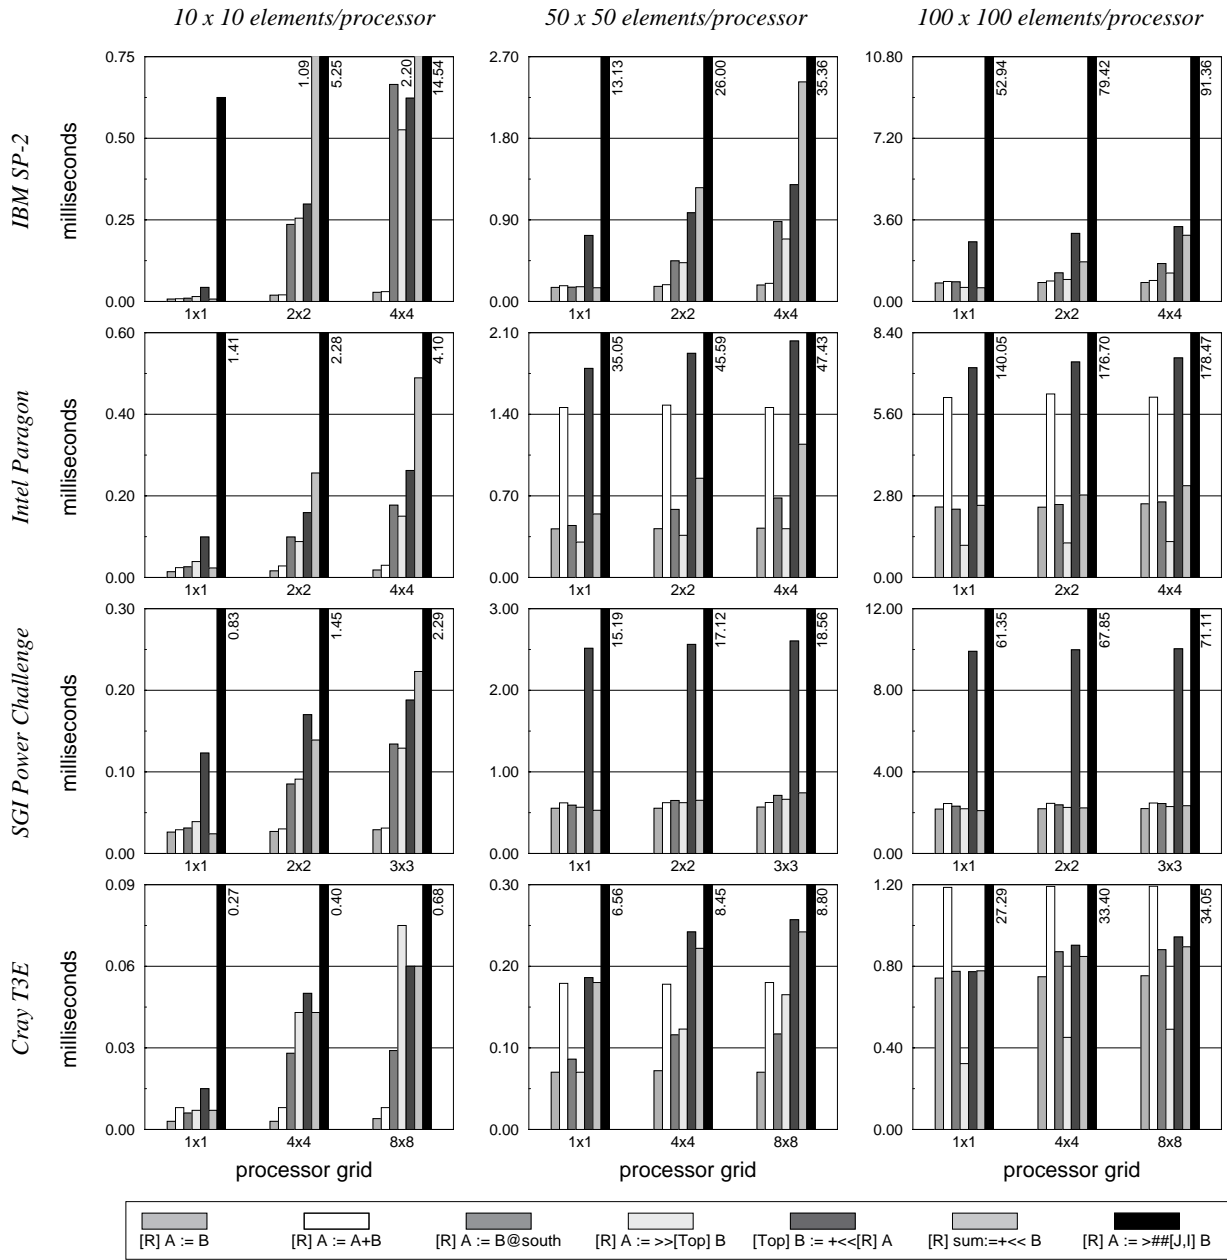 10 x 10 elements/processor
50 x 50 elements/processor
100 x 100 elements/processor
IBM SP-2
milliseconds
0.75
0.50
0.25
0.00
1.09
5.25
2.20
14.54
1x1
2x2
4x4
2.70
1.80
0.90
0.00
13.13
26.00
35.36
1x1
2x2
4x4
10.80
7.20
3.60
0.00
52.94
79.42
91.36
1x1
2x2
4x4
Intel Paragon
milliseconds
0.60
0.40
0.20
0.00
1.41
2.28
4.10
1x1
2x2
4x4
2.10
1.40
0.70
0.00
35.05
45.59
47.43
1x1
2x2
4x4
8.40
5.60
2.80
0.00
140.05
176.70
178.47
1x1
2x2
4x4
SGI Power Challenge
milliseconds
0.30
0.20
0.10
0.00
0.83
1.45
2.29
1x1
2x2
3x3
3.00
2.00
1.00
0.00
15.19
17.12
18.56
1x1
2x2
3x3
12.00
8.00
4.00
0.00
61.35
67.85
71.11
1x1
2x2
3x3
Cray T3E
milliseconds
0.09
0.06
0.03
0.00
0.27
0.40
0.68
1x1
4x4
8x8
processor grid
0.30
0.20
0.10
0.00
6.56
8.45
8.80
1x1
4x4
8x8
processor grid
1.20
0.80
0.40
0.00
27.29
33.40
34.05
1x1
4x4
8x8
processor grid
[R] A := B
[R] A := A+B
[R] A := B@south
[R] A := >>[Top] B
[Top] B := +<<[R] A
[R] sum:=+<< B
[R] A := >##[J,I] B